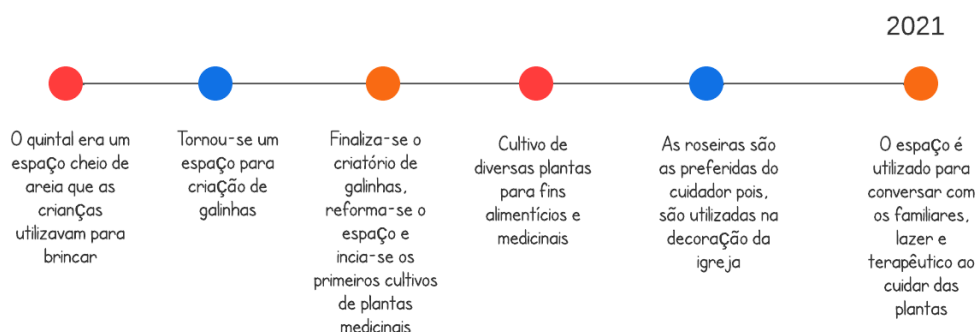 2021
O quintal era um
espaço cheio de
areia que as
crianças
utilizavam para
brincar
Tornou-se um
espaço para
criação de
galinhas
Finaliza-se o
criatório de
galinhas,
reforma-se o
espaço e
incia-se os
primeiros cultivos
de plantas
medicinais
Cultivo de
diversas plantas
para fins
alimentícios e
medicinais
As roseiras são
as preferidas do
cuidador pois,
são utilizadas na
decoração da
igreja
O espaço é
utilizado para
conversar com
os familiares,
lazer e
terapêutico ao
cuidar das
plantas